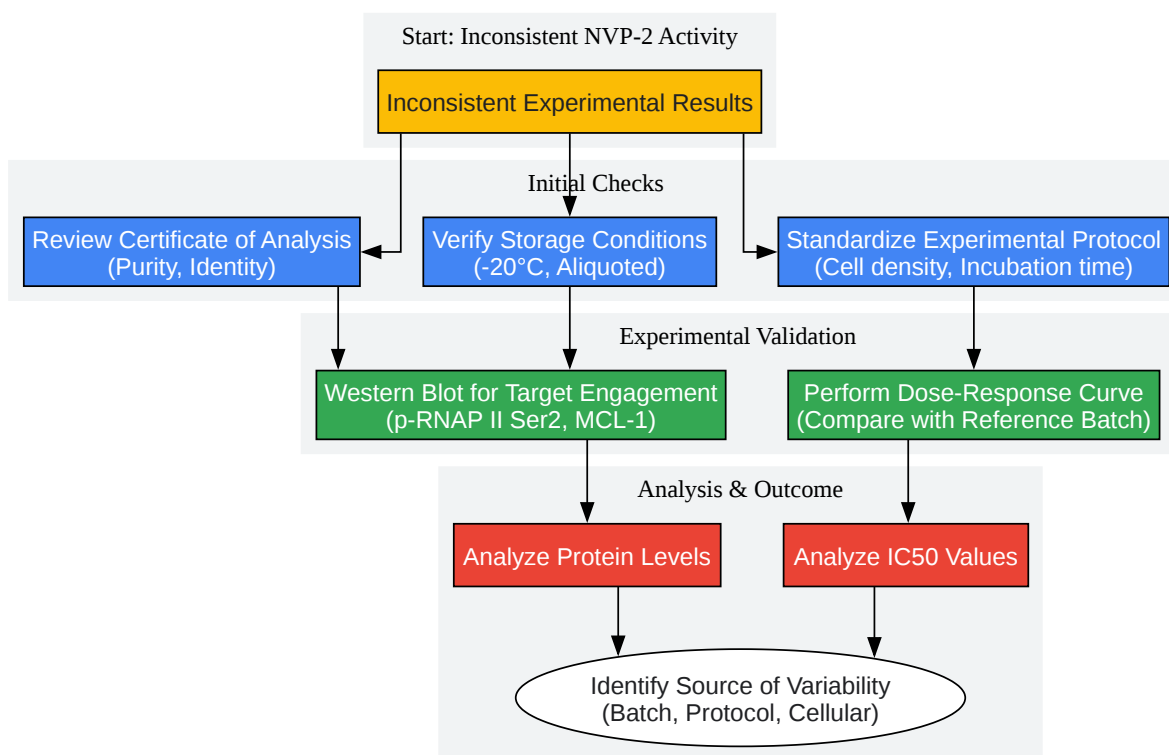 Start: Inconsistent NVP-2 Activity
Inconsistent Experimental Results
Initial Checks
Review Certificate of Analysis
(Purity, Identity)
Verify Storage Conditions
(-20°C, Aliquoted)
Standardize Experimental Protocol
(Cell density, Incubation time)
Experimental Validation
Western Blot for Target Engagement
(p-RNAP II Ser2, MCL-1)
Perform Dose-Response Curve
(Compare with Reference Batch)
Analysis & Outcome
Analyze Protein Levels
Analyze IC50 Values
Identify Source of Variability
(Batch, Protocol, Cellular)